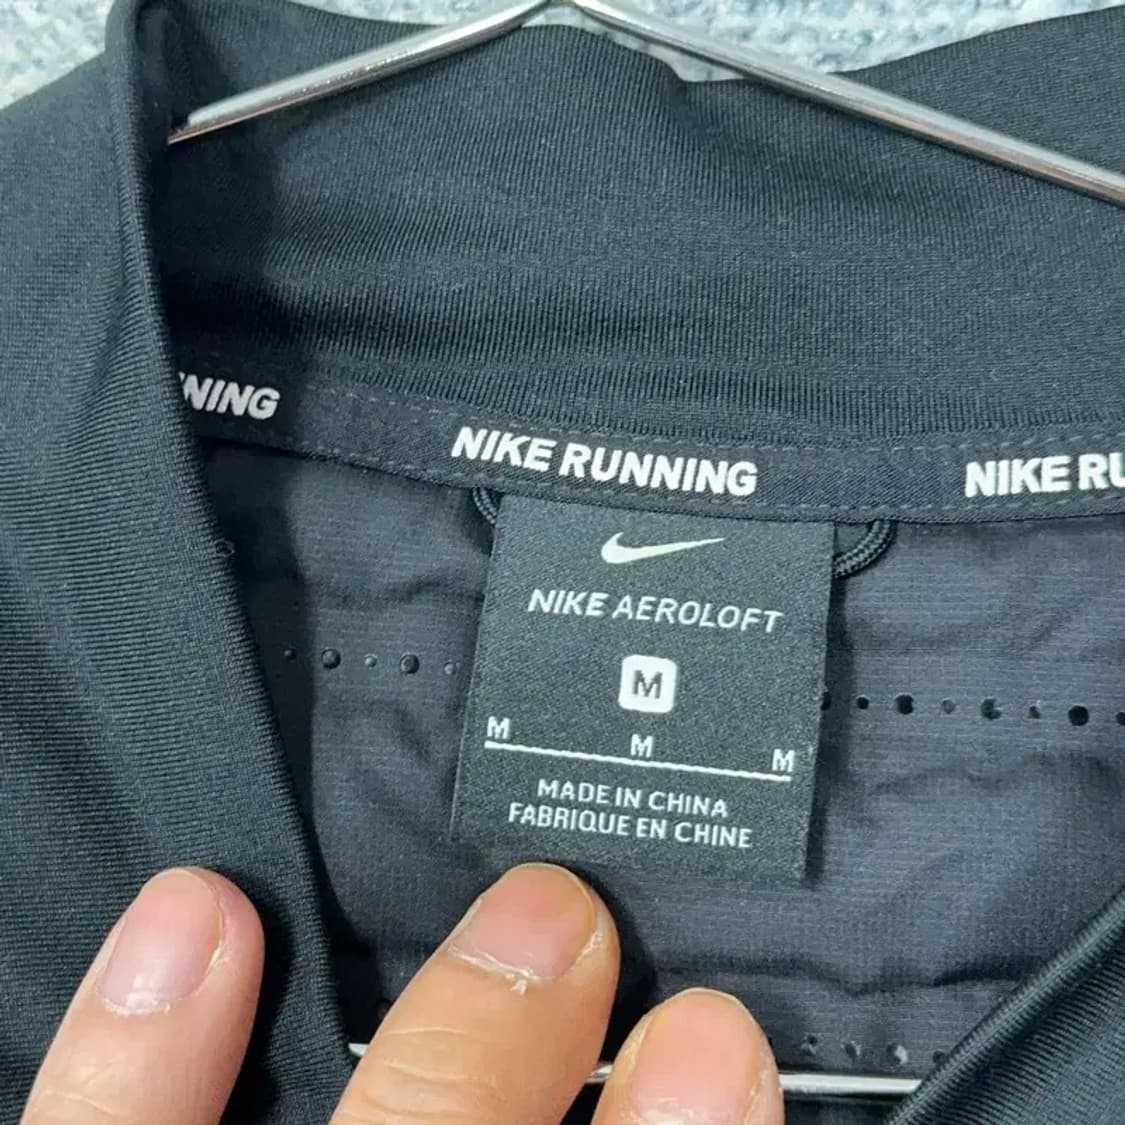 NING
NIKE RUNNING
NIKE RU
NIKE AEROLOFT
M
M M M
MADE IN CHINA
FABRIQUE EN CHINE